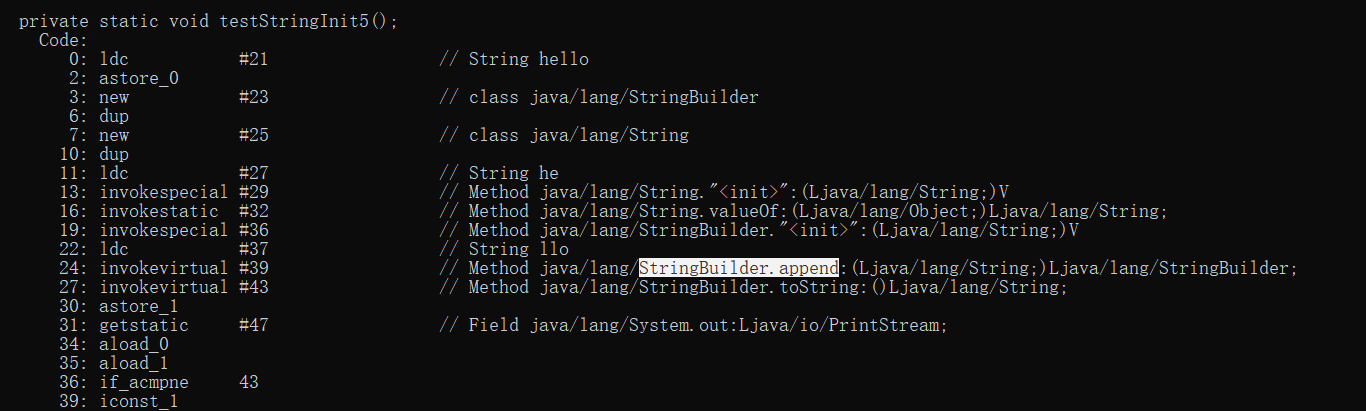 private static void testStringInit5();
Code:
0: ldc #21 // String hello
2: astore_0
3: new #23 // class java/lang/StringBuilder
6: dup
7: new #25 // class java/lang/String
10: dup
11: ldc #27 // String he
13: invokespecial #29 // Method java/lang/String."<init>":(Ljava/lang/String;)V
16: invokestatic #32 // Method java/lang/String.valueOf:(Ljava/lang/Object;)Ljava/lang/String;
19: invokespecial #36 // Method java/lang/StringBuilder."<init>":(Ljava/lang/String;)V
22: ldc #37 // String llo
24: invokevirtual #39 // Method java/lang/StringBuilder.append:(Ljava/lang/String;)Ljava/lang/StringBuilder;
27: invokevirtual #43 // Method java/lang/StringBuilder.toString:()Ljava/lang/String;
30: astore_1
31: getstatic #47 // Field java/lang/System.out:Ljava/io/PrintStream;
34: aload_0
35: aload_1
36: if_acmpne 43
39: iconst_1